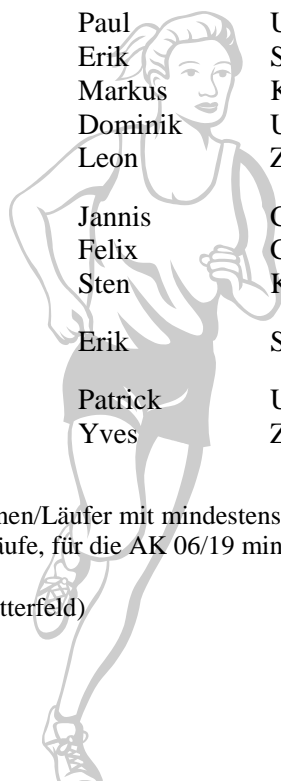 Paul U
Erik S
Markus K
Dominik U
Leon Z
Jannis
Felix
Sten K
Erik S
Patrick U
Yves Z
nen/Läufer mit mindestens
äufe, für die AK 06/19 min
tterfeld)